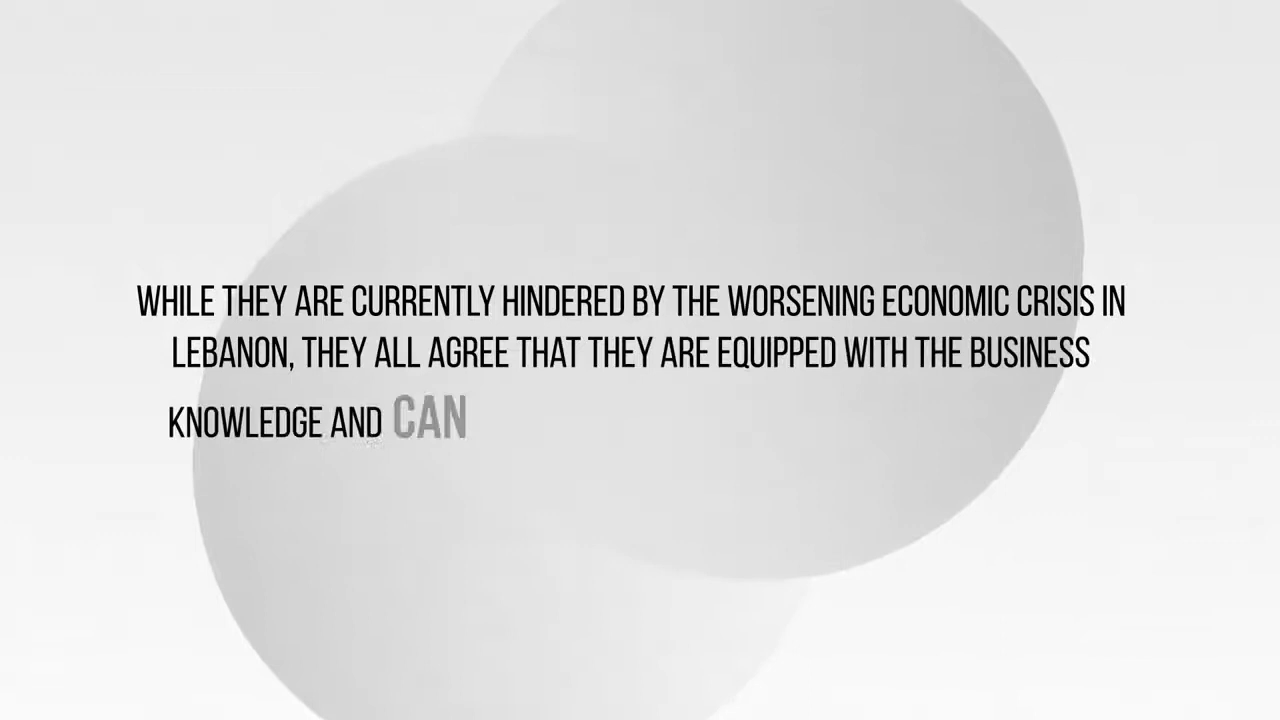 WHILE THEY ARE CURRENTLY HINDERED BY THE WORSENING ECONOMIC CRISIS IN
LEBANON, THEY ALL AGREE THAT THEY ARE EQUIPPED WITH THE BUSINESS
KNOWLEDGE AND CAN